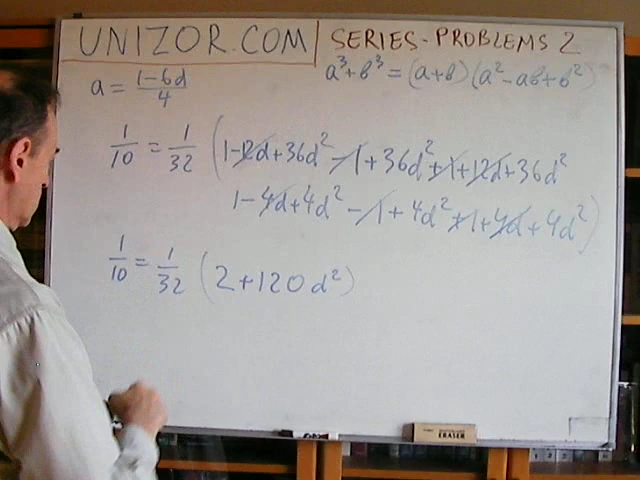 UNIZOR.COM | SERIES-PROBLEMS 2
a = (1-6d)/4
a³+b³=(a+b)(a²-ab+b²)
1/10 = 1/32 (1-12d+36d²-1+36d²+1+12d+36d²
1-4d+4d²-1+4d²+1+4d+4d²)
1/10 = 1/32 (2+120d²)
ERASER